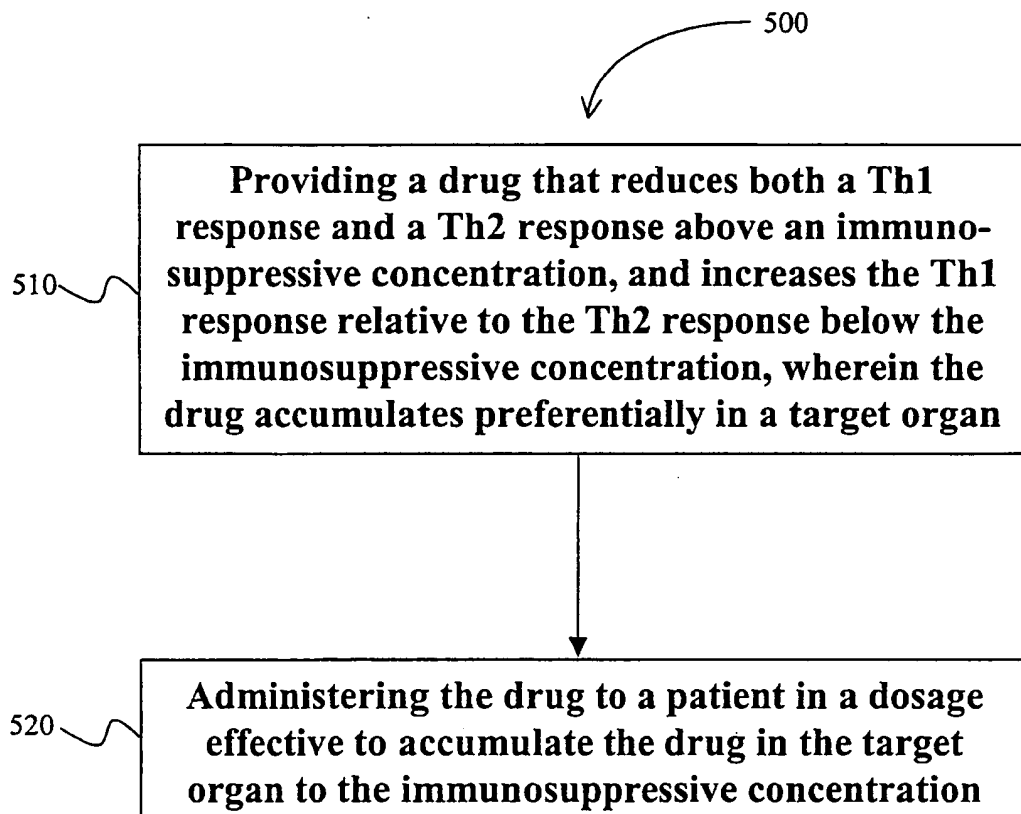 500
510
Providing a drug that reduces both a Th1
response and a Th2 response above an immuno-
suppressive concentration, and increases the Th1
response relative to the Th2 response below the
immunosuppressive concentration, wherein the
drug accumulates preferentially in a target organ
520
Administering the drug to a patient in a dosage
effective to accumulate the drug in the target
organ to the immunosuppressive concentration